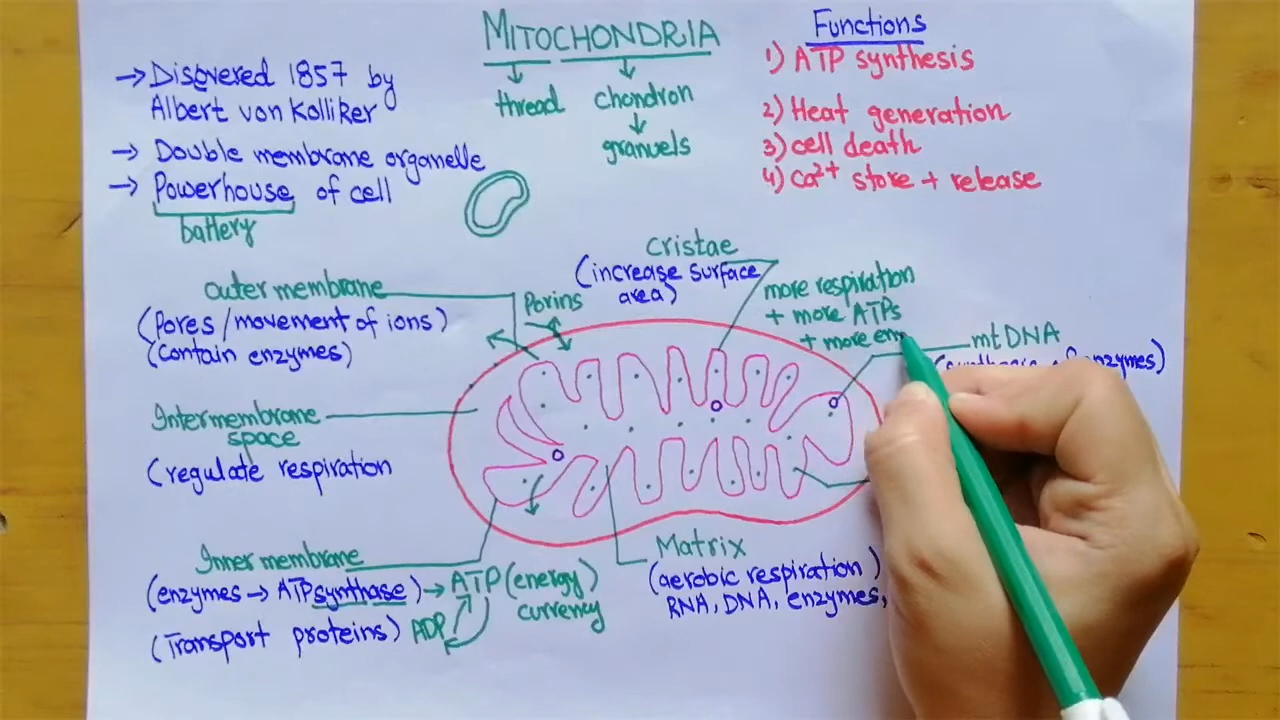 MITOCHONDRIA
thread
chondron
granuels
→ Discovered 1857 by
Albert von Kolliker
→ Double membrane organelle
→ Powerhouse of cell
battery
Functions
1) ATP synthesis
2) Heat generation
3) cell death
4) Ca²⁺ store + release
cristae
(increase surface
area)
more respiration
+ more ATPs
+ more
outer membrane
(Pores/movement of ions)
(contain enzymes)
Porins
mtDNA
enzymes)
Intermembrane
space
(regulate respiration
Inner membrane
(enzymes → ATPsynthase) → ATP (energy)
currency
(Transport proteins) ADP
Matrix
(aerobic respiration)
RNA, DNA, enzymes,